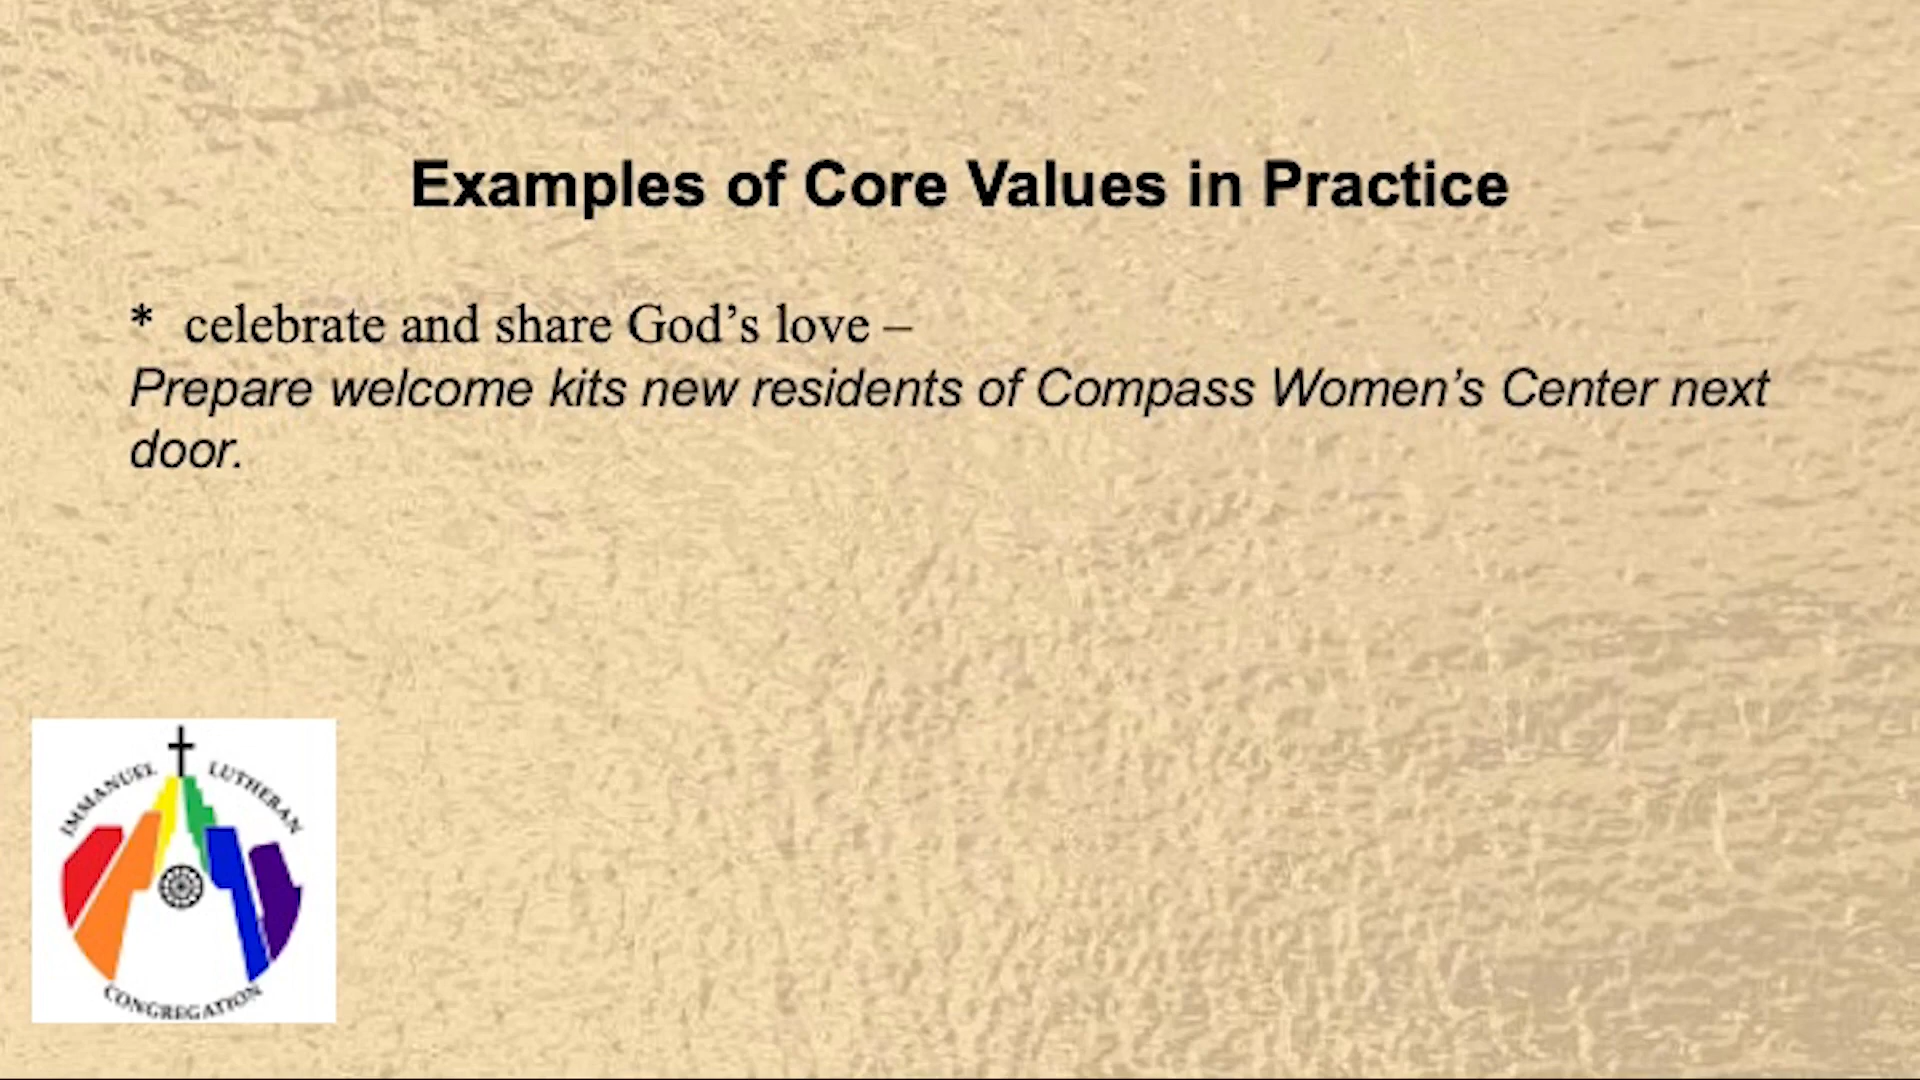 Examples of Core Values in Practice
* celebrate and share God’s love –
Prepare welcome kits new residents of Compass Women’s Center next
door.
IMMANUEL LUTHERAN
CONGREGATION